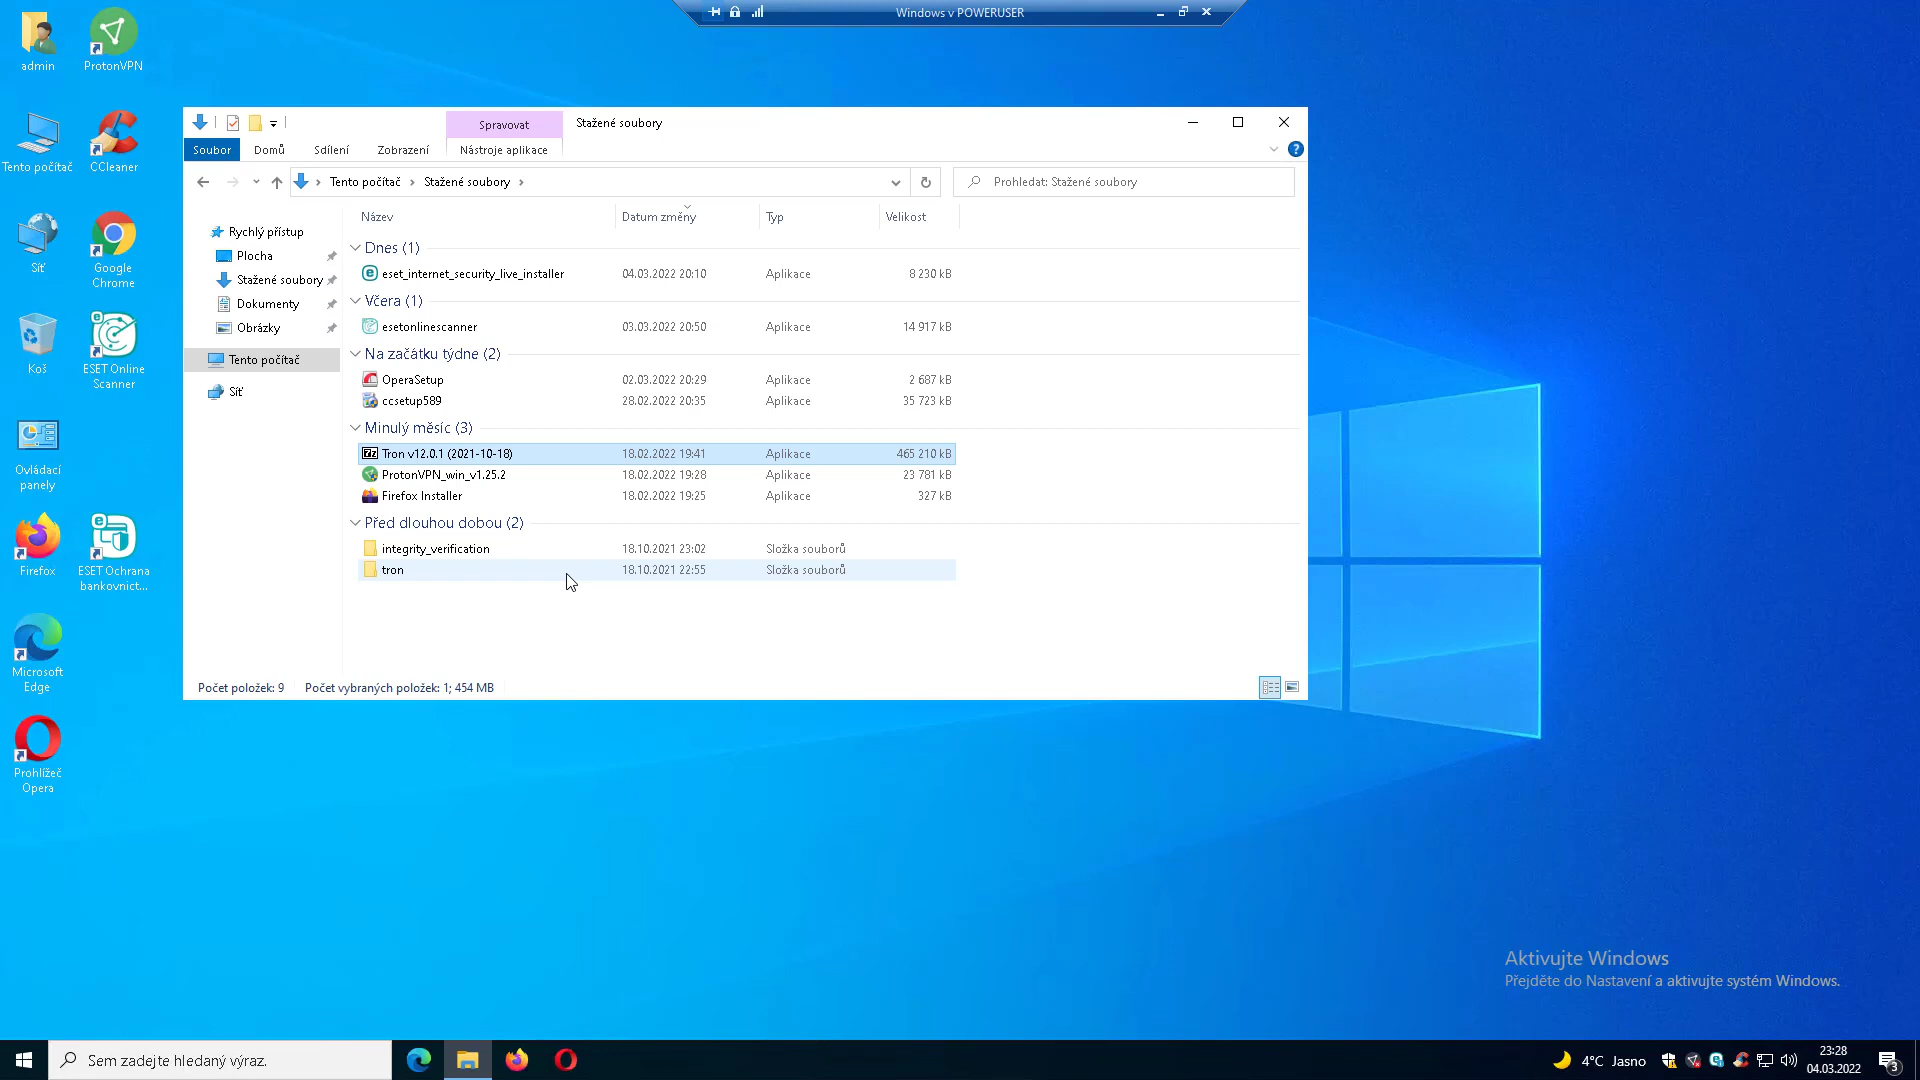 Windows v POWERUSER
admin
ProtonVPN
Tento počítač
CCleaner
Síť
Google
Chrome
Koš
ESET Online
Scanner
Ovládací
panely
Firefox
ESET Ochrana
bankovnict...
Microsoft
Edge
Prohlížeč
Opera
Spravovat
Stažené soubory
Soubor
Domů
Sdílení
Zobrazení
Nástroje aplikace
Tento počítač
Stažené soubory
Prohledat: Stažené soubory
Rychlý přístup
Plocha
Stažené soubory
Dokumenty
Obrázky
Tento počítač
Síť
Název Datum změny Typ Velikost
Dnes (1)
eset_internet_security_live_installer 04.03.2022 20:10 Aplikace 8 230 kB
Včera (1)
esetonlinescanner 03.03.2022 20:50 Aplikace 14 917 kB
Na začátku týdne (2)
OperaSetup 02.03.2022 20:29 Aplikace 2 687 kB
ccsetup589 28.02.2022 20:35 Aplikace 35 723 kB
Minulý měsíc (3)
Tron v12.0.1 (2021-10-18) 18.02.2022 19:41 Aplikace 465 210 kB
ProtonVPN_win_v1.25.2 18.02.2022 19:28 Aplikace 23 781 kB
Firefox Installer 18.02.2022 19:25 Aplikace 327 kB
Před dlouhou dobou (2)
integrity_verification 18.10.2021 23:02 Složka souborů
tron 18.10.2021 22:55 Složka souborů
Počet položek: 9 Počet vybraných položek: 1; 454 MB
Aktivujte Windows
Přejděte do Nastavení a aktivujte systém Windows.
Sem zadejte hledaný výraz.
4°C Jasno
23:28
04.03.2022
3